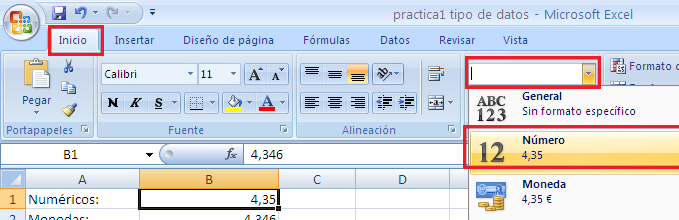 practica1 tipo de datos - Microsoft Excel
Inicio Insertar Diseño de página Fórmulas Datos Revisar Vista
Calibri 11 A A
Pegar
N K S A
Portapapeles Fuente Alineación
Formato c
ABC 123 General
Sin formato específico
12 Número
4,35
Moneda
4,35 €
B1 fx 4,346
A B C D
1 Numéricos: 4,35
2 Monedas: 4,346